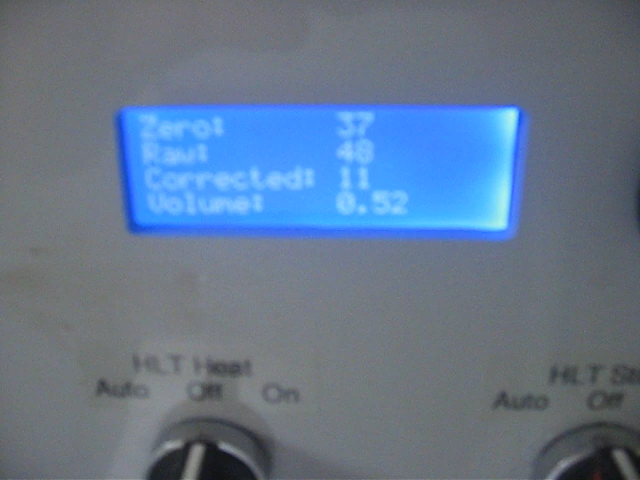 Zero: 37
Raw: 48
Corrected: 11
Volume: 0.52
HLT Heat
Auto Off On
HLT
Auto Off